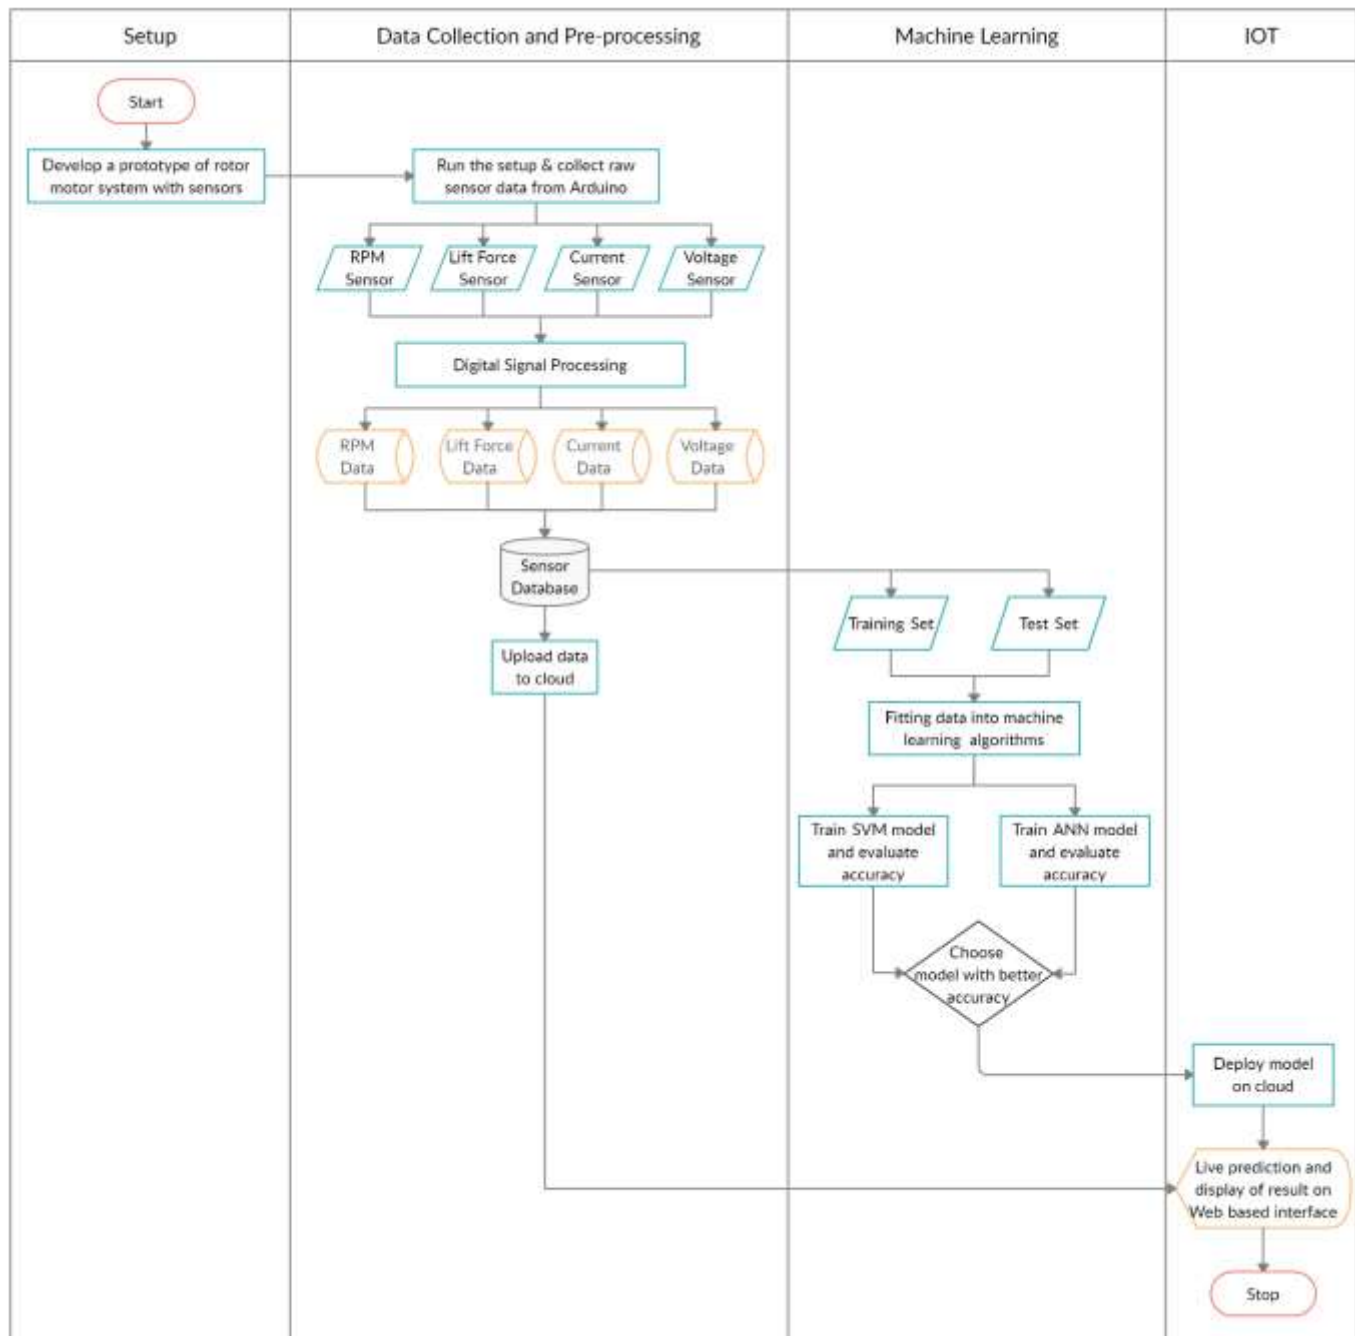 Setup
Data Collection and Pre-processing
Machine Learning
IOT
Start
Develop a prototype of rotor
motor system with sensors
Run the setup & collect raw
sensor data from Arduino
RPM
Sensor
Lift Force
Sensor
Current
Sensor
Voltage
Sensor
Digital Signal Processing
RPM
Data
Lift Force
Data
Current
Data
Voltage
Data
Sensor
Database
Upload data
to cloud
Training Set
Test Set
Fitting data into machine
learning algorithms
Train SVM model
and evaluate
accuracy
Train ANN model
and evaluate
accuracy
Choose
model with better
accuracy
Deploy model
on cloud
Live prediction and
display of result on
Web based interface
Stop